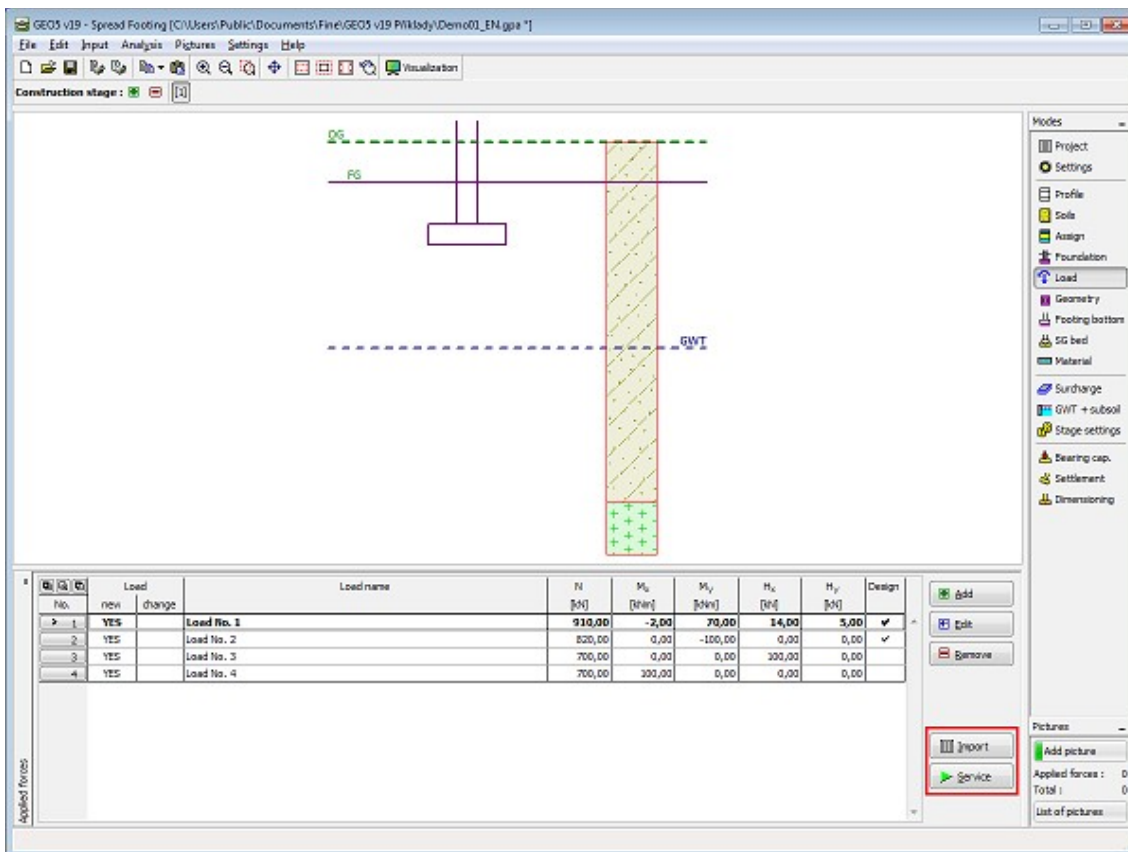 GEO5 v19 - Spread Footing [C:\Users\Public\Documents\Fine\GEO5 v19 Příklady\Demo01_EN.gpa *]
File Edit Input Analysis Pictures Settings Help
Visualization
Construction stage : [1]
OG
FG
GWT
Modes
Project
Settings
Profile
Soils
Assign
Foundation
Load
Geometry
Footing bottom
SG bed
Material
Surcharge
GWT + subsoil
Stage settings
Bearing cap.
Settlement
Dimensioning
Load Load name N Mx My Hx Hy Design
No. new change [kN] [kNm] [kNm] [kN] [kN]
1 YES Load No. 1 910,00 -2,00 70,00 14,00 5,00
2 YES Load No. 2 820,00 0,00 -100,00 0,00 0,00
3 YES Load No. 3 700,00 0,00 0,00 100,00 0,00
4 YES Load No. 4 700,00 100,00 0,00 0,00 0,00
Add
Edit
Remove
Import
Service
Applied forces
Pictures
Add picture
Applied forces : 0
Total : 0
List of pictures